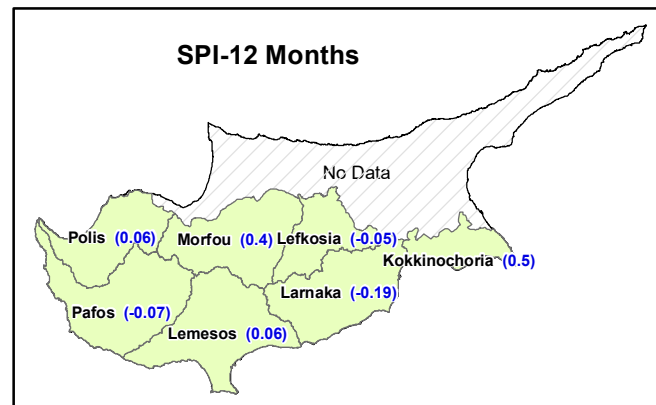 SPI-12 Months
No Data
Polis (0.06)
Morfou (0.4)
Lefkosia (-0.05)
Kokkinochoria (0.5)
Larnaka (-0.19)
Pafos (-0.07)
Lemesos (0.06)